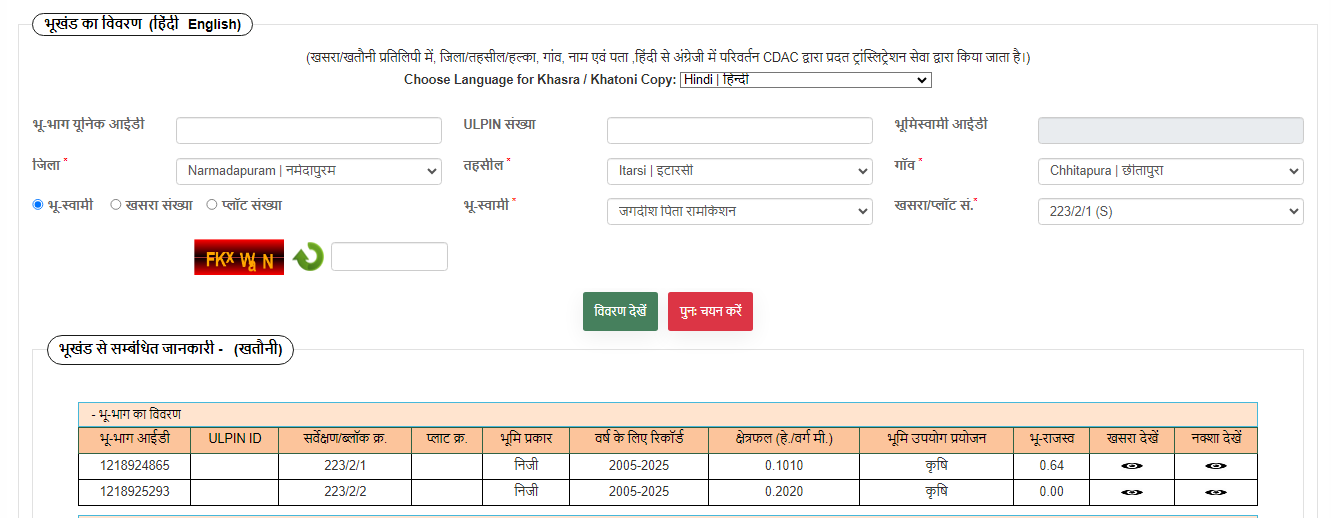 भूखंड का विवरण (हिंदी English)
(खसरा/खतौनी प्रतिलिपी में, जिला/तहसील/हल्का, गांव, नाम एवं पता ,हिंदी से अंग्रेजी में परिवर्तन CDAC द्वारा प्रदत ट्रांस्लिट्रेशन सेवा द्वारा किया जाता है।)
Choose Language for Khasra / Khatoni Copy: Hindi | हिन्दी
भू-भाग यूनिक आईडी ULPIN संख्या भूमिस्वामी आईडी
जिला * Narmadapuram | नर्मदापुरम तहसील * Itarsi | इटारसी गॉव * Chhitapura | छीतापुरा
भू-स्वामी खसरा संख्या प्लॉट संख्या भू-स्वामी * जगदीश पिता रामकिशन खसरा/प्लॉट सं.* 223/2/1 (S)
FKX WaN
विवरण देखें पुनः चयन करें
भूखंड से सम्बंधित जानकारी - (खतौनी)
- भू-भाग का विवरण
भू-भाग आईडी ULPIN ID सर्वेक्षण/ब्लॉक क्र. प्लाट क्र. भूमि प्रकार वर्ष के लिए रिकॉर्ड क्षेत्रफल (हे./वर्ग मी.) भूमि उपयोग प्रयोजन भू-राजस्व खसरा देखें नक्शा देखें
1218924865 223/2/1 निजी 2005-2025 0.1010 कृषि 0.64
1218925293 223/2/2 निजी 2005-2025 0.2020 कृषि 0.00